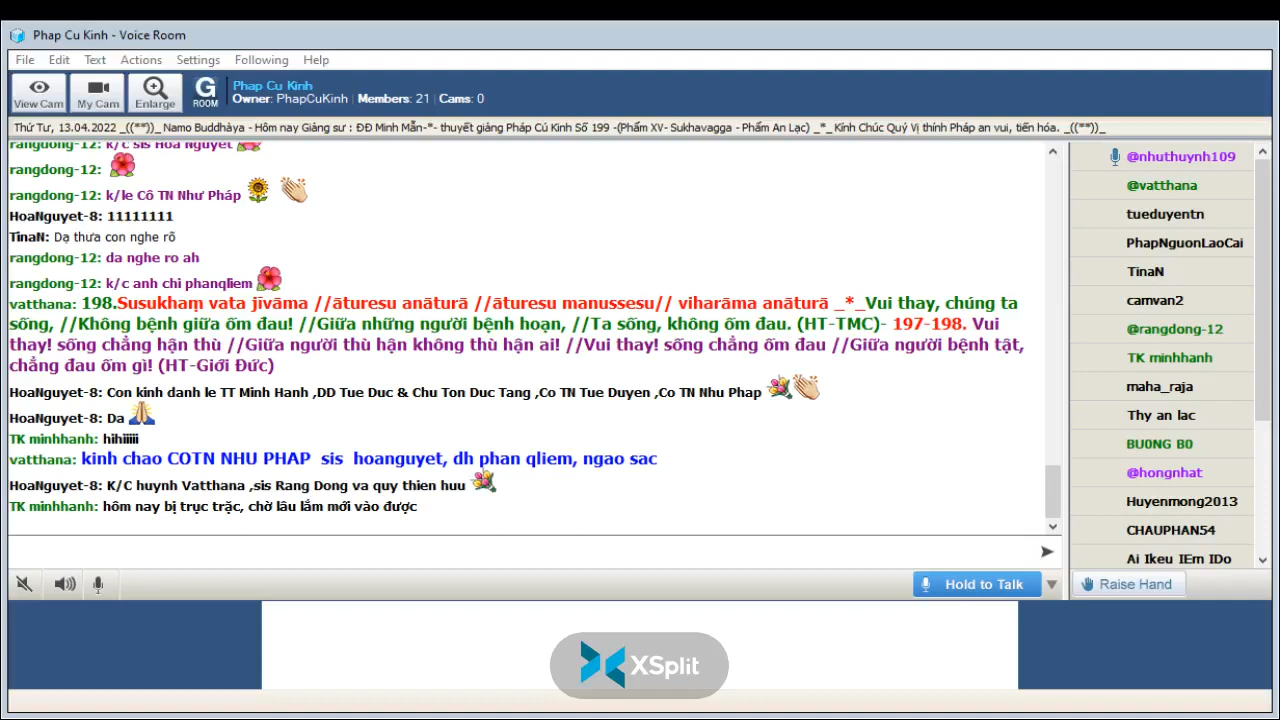 Phap Cu Kinh - Voice Room
File Edit Text Actions Settings Following Help
View Cam My Cam Enlarge G ROOM
Phap Cu Kinh
Owner: PhapCuKinh | Members: 21 | Cams: 0
Thứ Tư, 13.04.2022 _((**))_ Namo Buddhàya - Hôm nay Giảng sư : ĐĐ Minh Mẫn-*- thuyết giảng Pháp Cú Kinh Số 199 -(Phẩm XV- Sukhavagga - Phẩm An Lạc) _*_ Kính Chúc Quý Vị thính Pháp an vui, tiến hóa. _((**))_
rangdong-12: k/c sis Hoa Nguyet
rangdong-12:
rangdong-12: k/le Cô TN Như Pháp
HoaNguyet-8: 11111111
TinaN: Dạ thưa con nghe rõ
rangdong-12: da nghe ro ah
rangdong-12: k/c anh chi phanqliem
vatthana: 198.Susukhaṃ vata jīvāma //āturesu anāturā //āturesu manussesu// viharāma anāturā _*_Vui thay, chúng ta
sống, //Không bệnh giữa ốm đau! //Giữa những người bệnh hoạn, //Ta sống, không ốm đau. (HT-TMC)- 197-198. Vui
thay! sống chẳng hận thù //Giữa người thù hận không thù hận ai! //Vui thay! sống chẳng ốm đau //Giữa người bệnh tật,
chẳng đau ốm gì! (HT-Giới Đức)
HoaNguyet-8: Con kinh danh le TT Minh Hanh ,DD Tue Duc & Chu Ton Duc Tang ,Co TN Tue Duyen ,Co TN Nhu Phap
HoaNguyet-8: Da
TK minhhanh: hihiiiii
vatthana: kinh chao COTN NHU PHAP sis hoanguyet, dh phan qliem, ngao sac
HoaNguyet-8: K/C huynh Vatthana ,sis Rang Dong va quy thien huu
TK minhhanh: hôm nay bị trục trặc, chờ lâu lắm mới vào được
@nhuthuynh109
@vatthana
tueduyentn
PhapNguonLaoCai
TinaN
camvan2
@rangdong-12
TK minhhanh
maha_raja
Thy an lac
BU0NG B0
@hongnhat
Huyenmong2013
CHAUPHAN54
Ai Ikeu IEm IDo
Hold to Talk
Raise Hand
XSplit